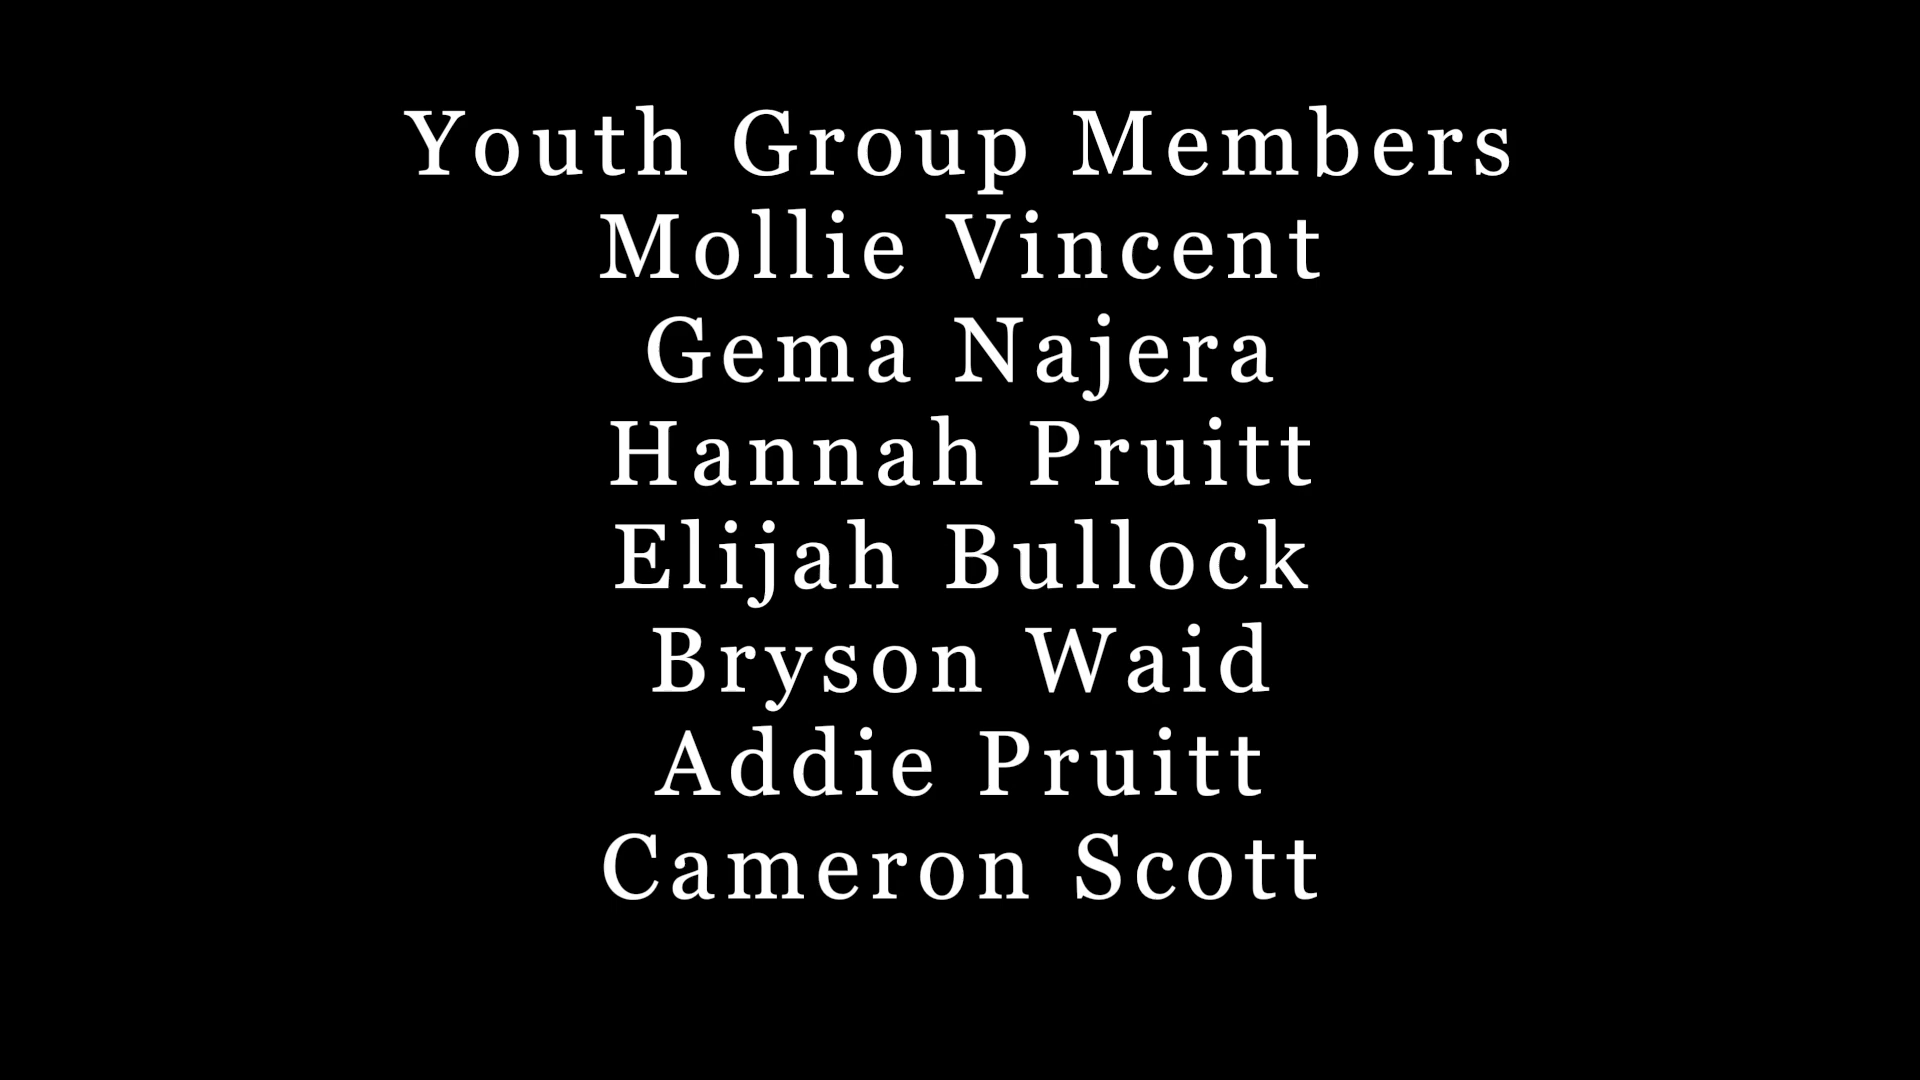 Youth Group Members
Mollie Vincent
Gema Najera
Hannah Pruitt
Elijah Bullock
Bryson Waid
Addie Pruitt
Cameron Scott